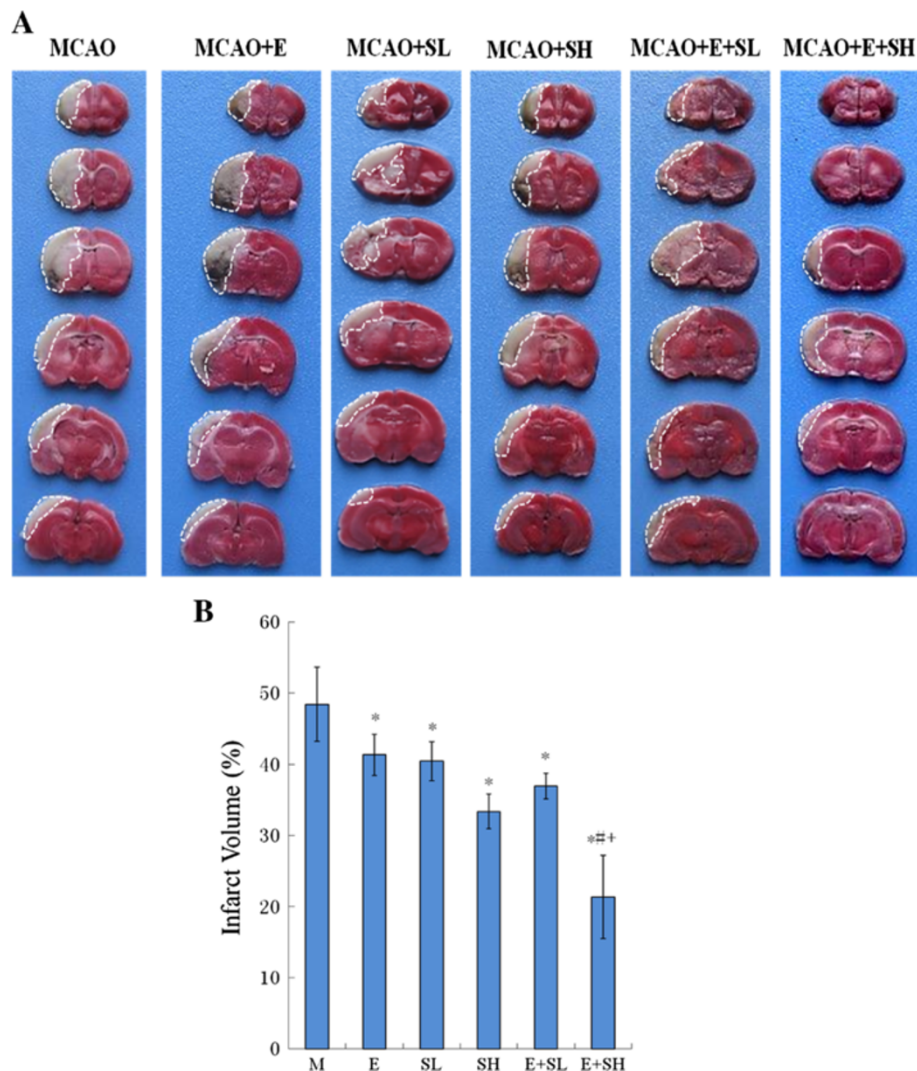 A
MCAO MCAO+E MCAO+SL MCAO+SH MCAO+E+SL MCAO+E+SH
B
60
50
40
30
20
10
0
Infarct Volume (%)
* * * * *#+
M E SL SH E+SL E+SH